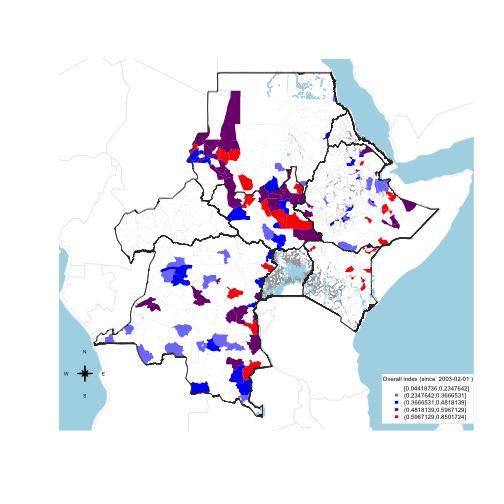 N
W E
S
Overall index (since 2003-02-01 )
[0.04418736,0.2347642]
(0.2347642,0.3666531]
(0.3666531,0.4818139]
(0.4818139,0.5967129]
(0.5967129,0.8501724]